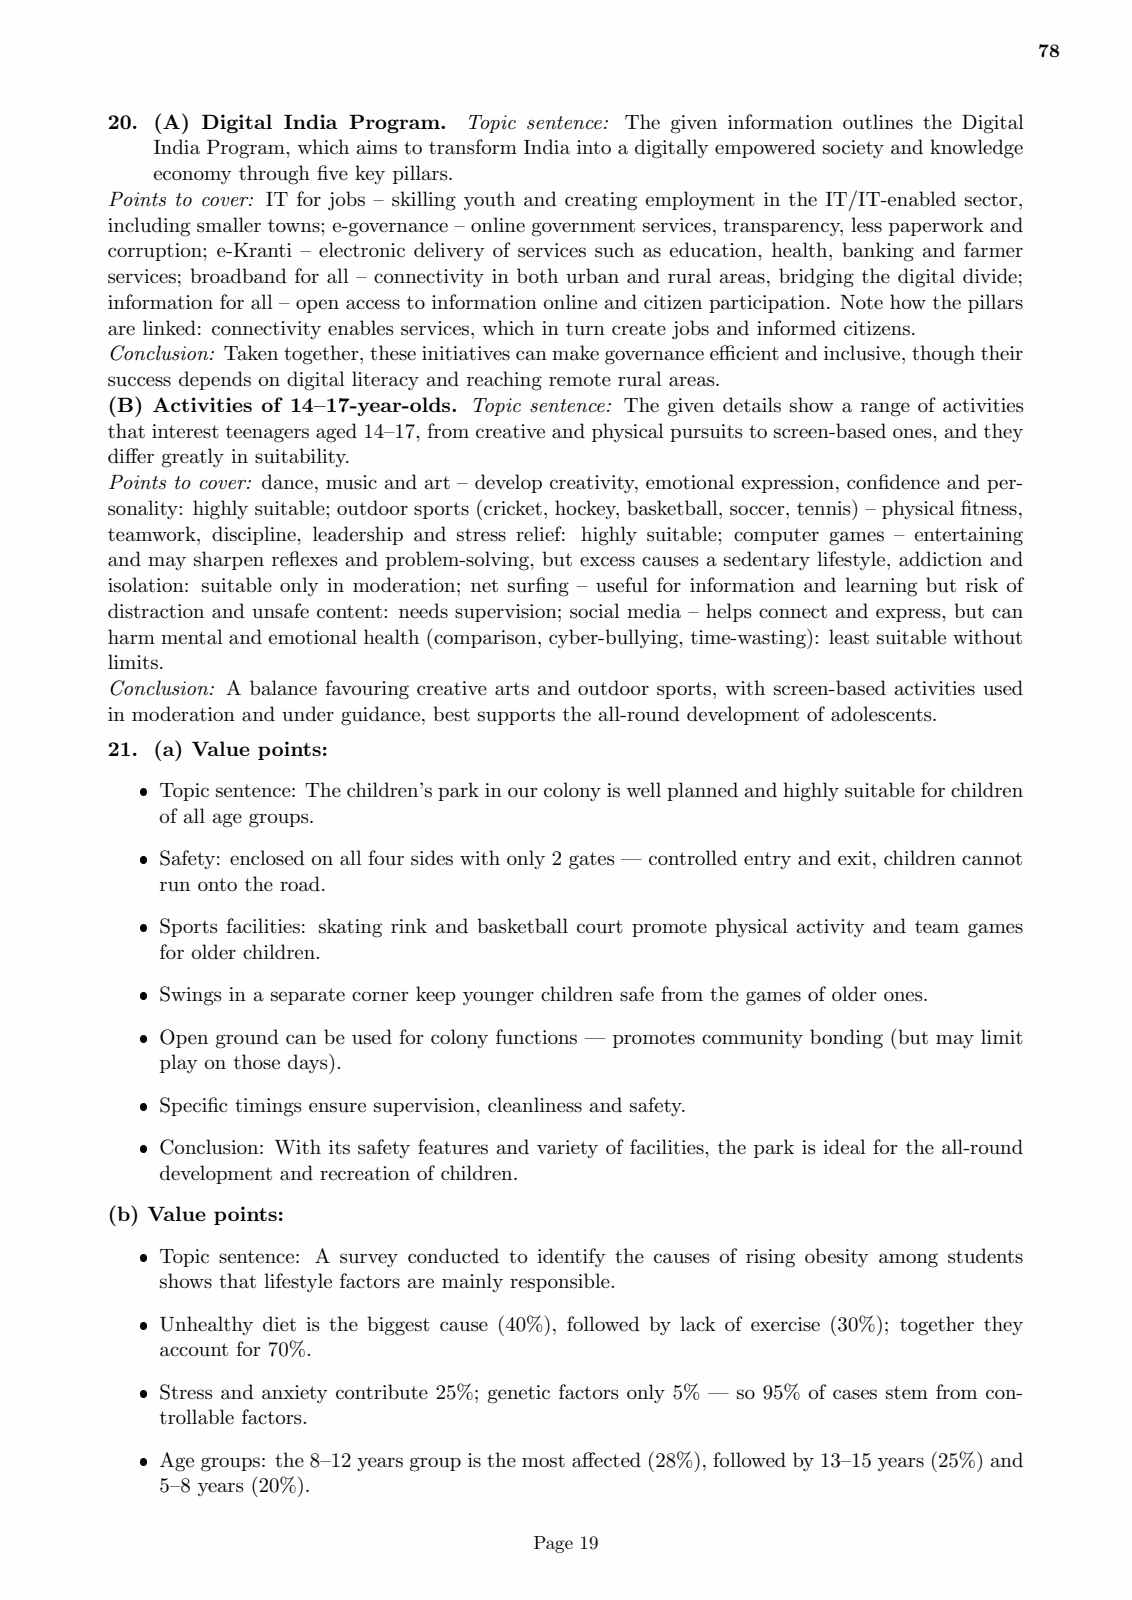 78
20. (A) Digital India Program. Topic sentence: The given information outlines the Digital
India Program, which aims to transform India into a digitally empowered society and knowledge
economy through five key pillars.
Points to cover: IT for jobs – skilling youth and creating employment in the IT/IT-enabled sector,
including smaller towns; e-governance – online government services, transparency, less paperwork and
corruption; e-Kranti – electronic delivery of services such as education, health, banking and farmer
services; broadband for all – connectivity in both urban and rural areas, bridging the digital divide;
information for all – open access to information online and citizen participation. Note how the pillars
are linked: connectivity enables services, which in turn create jobs and informed citizens.
Conclusion: Taken together, these initiatives can make governance efficient and inclusive, though their
success depends on digital literacy and reaching remote rural areas.
(B) Activities of 14–17-year-olds. Topic sentence: The given details show a range of activities
that interest teenagers aged 14–17, from creative and physical pursuits to screen-based ones, and they
differ greatly in suitability.
Points to cover: dance, music and art – develop creativity, emotional expression, confidence and per-
sonality: highly suitable; outdoor sports (cricket, hockey, basketball, soccer, tennis) – physical fitness,
teamwork, discipline, leadership and stress relief: highly suitable; computer games – entertaining
and may sharpen reflexes and problem-solving, but excess causes a sedentary lifestyle, addiction and
isolation: suitable only in moderation; net surfing – useful for information and learning but risk of
distraction and unsafe content: needs supervision; social media – helps connect and express, but can
harm mental and emotional health (comparison, cyber-bullying, time-wasting): least suitable without
limits.
Conclusion: A balance favouring creative arts and outdoor sports, with screen-based activities used
in moderation and under guidance, best supports the all-round development of adolescents.
21. (a) Value points:
• Topic sentence: The children's park in our colony is well planned and highly suitable for children
of all age groups.
• Safety: enclosed on all four sides with only 2 gates — controlled entry and exit, children cannot
run onto the road.
• Sports facilities: skating rink and basketball court promote physical activity and team games
for older children.
• Swings in a separate corner keep younger children safe from the games of older ones.
• Open ground can be used for colony functions — promotes community bonding (but may limit
play on those days).
• Specific timings ensure supervision, cleanliness and safety.
• Conclusion: With its safety features and variety of facilities, the park is ideal for the all-round
development and recreation of children.
(b) Value points:
• Topic sentence: A survey conducted to identify the causes of rising obesity among students
shows that lifestyle factors are mainly responsible.
• Unhealthy diet is the biggest cause (40%), followed by lack of exercise (30%); together they
account for 70%.
• Stress and anxiety contribute 25%; genetic factors only 5% — so 95% of cases stem from con-
trollable factors.
• Age groups: the 8–12 years group is the most affected (28%), followed by 13–15 years (25%) and
5–8 years (20%).
Page 19